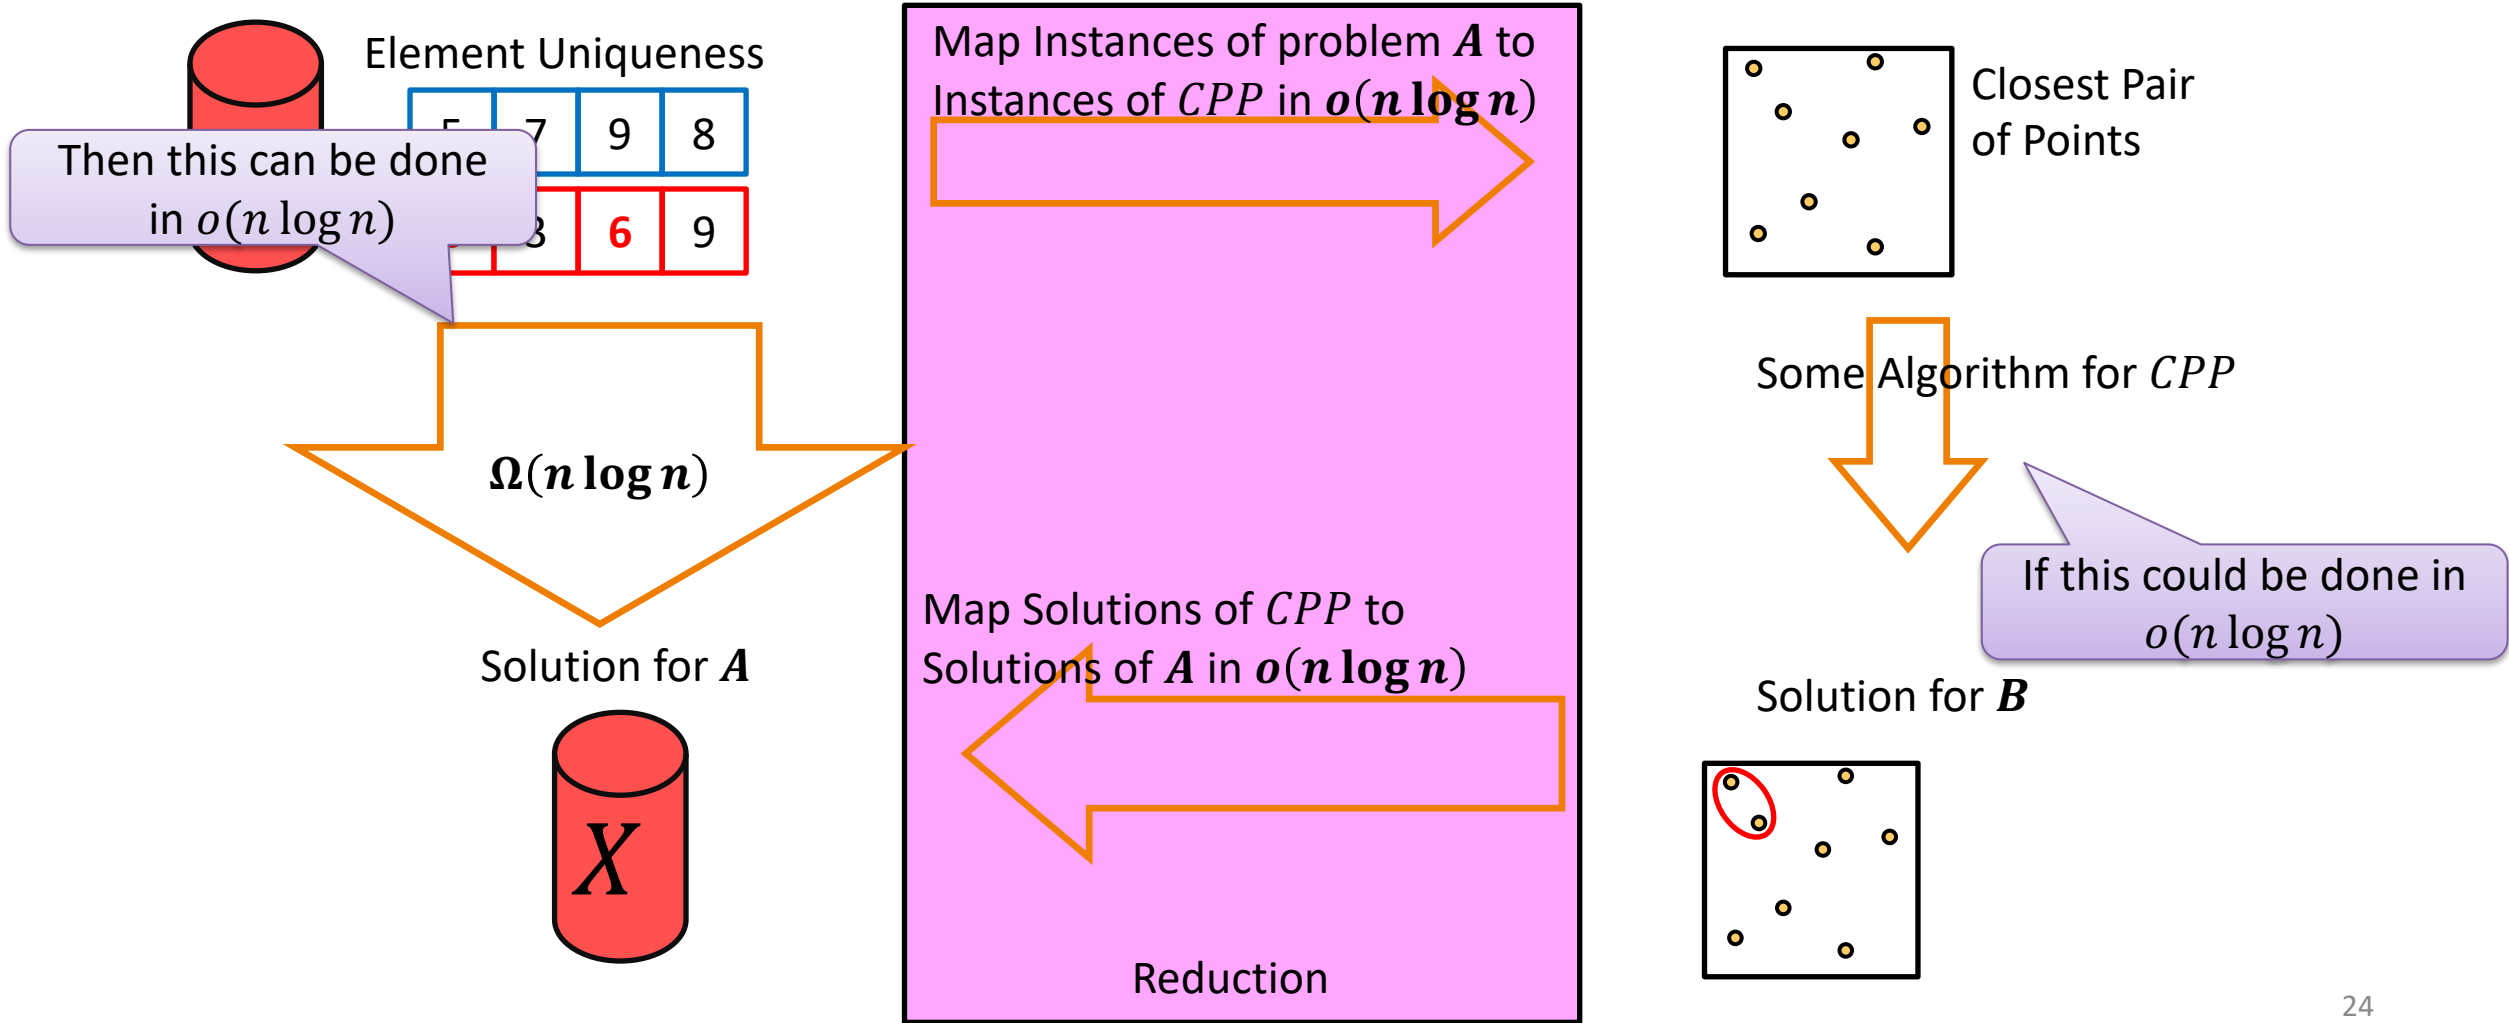 Element Uniqueness
7 9 8
6 9
Then this can be done
in o(n log n)
Map Instances of problem A to
Instances of CPP in o(n log n)
Closest Pair
of Points
Ω(n log n)
Some Algorithm for CPP
If this could be done in
o(n log n)
Map Solutions of CPP to
Solutions of A in o(n log n)
Solution for A
X
Solution for B
Reduction
24